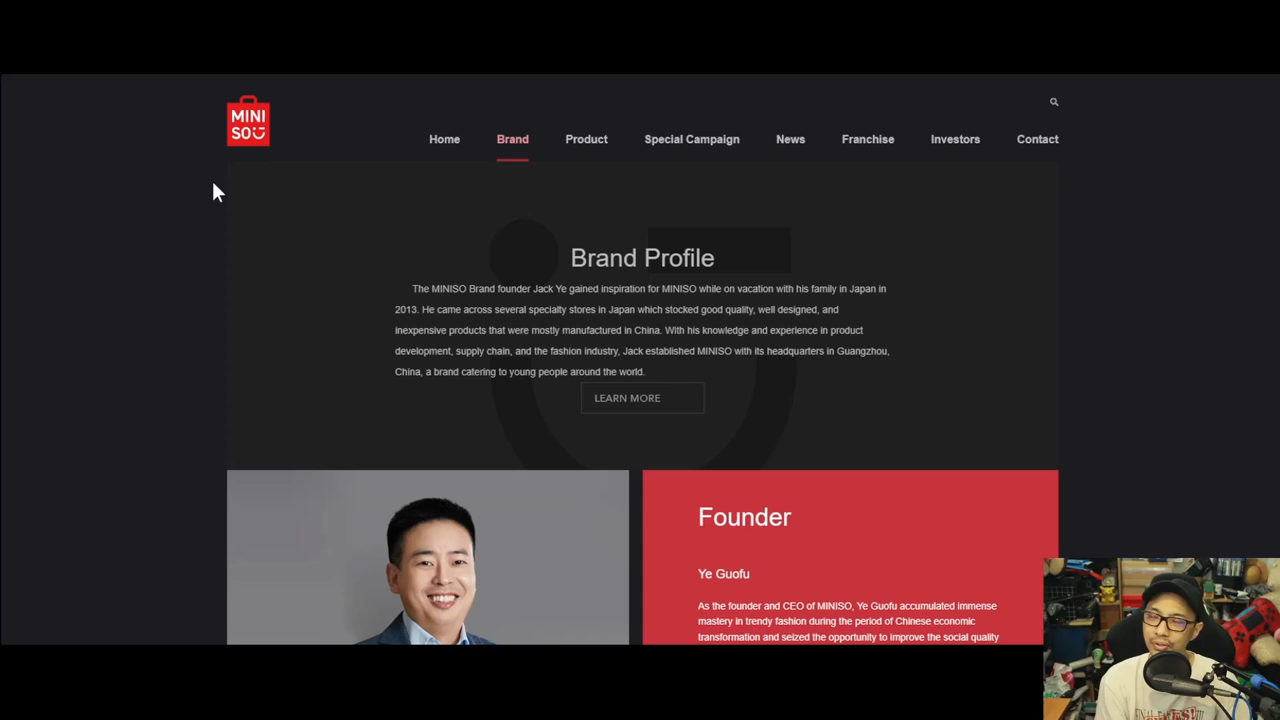 MINI
SO
Home Brand Product Special Campaign News Franchise Investors Contact
Brand Profile
The MINISO Brand founder Jack Ye gained inspiration for MINISO while on vacation with his family in Japan in
2013. He came across several specialty stores in Japan which stocked good quality, well designed, and
inexpensive products that were mostly manufactured in China. With his knowledge and experience in product
development, supply chain, and the fashion industry, Jack established MINISO with its headquarters in Guangzhou,
China, a brand catering to young people around the world.
LEARN MORE
Founder
Ye Guofu
As the founder and CEO of MINISO, Ye Guofu accumulated immense
mastery in trendy fashion during the period of Chinese economic
transformation and seized the opportunity to improve the social quality